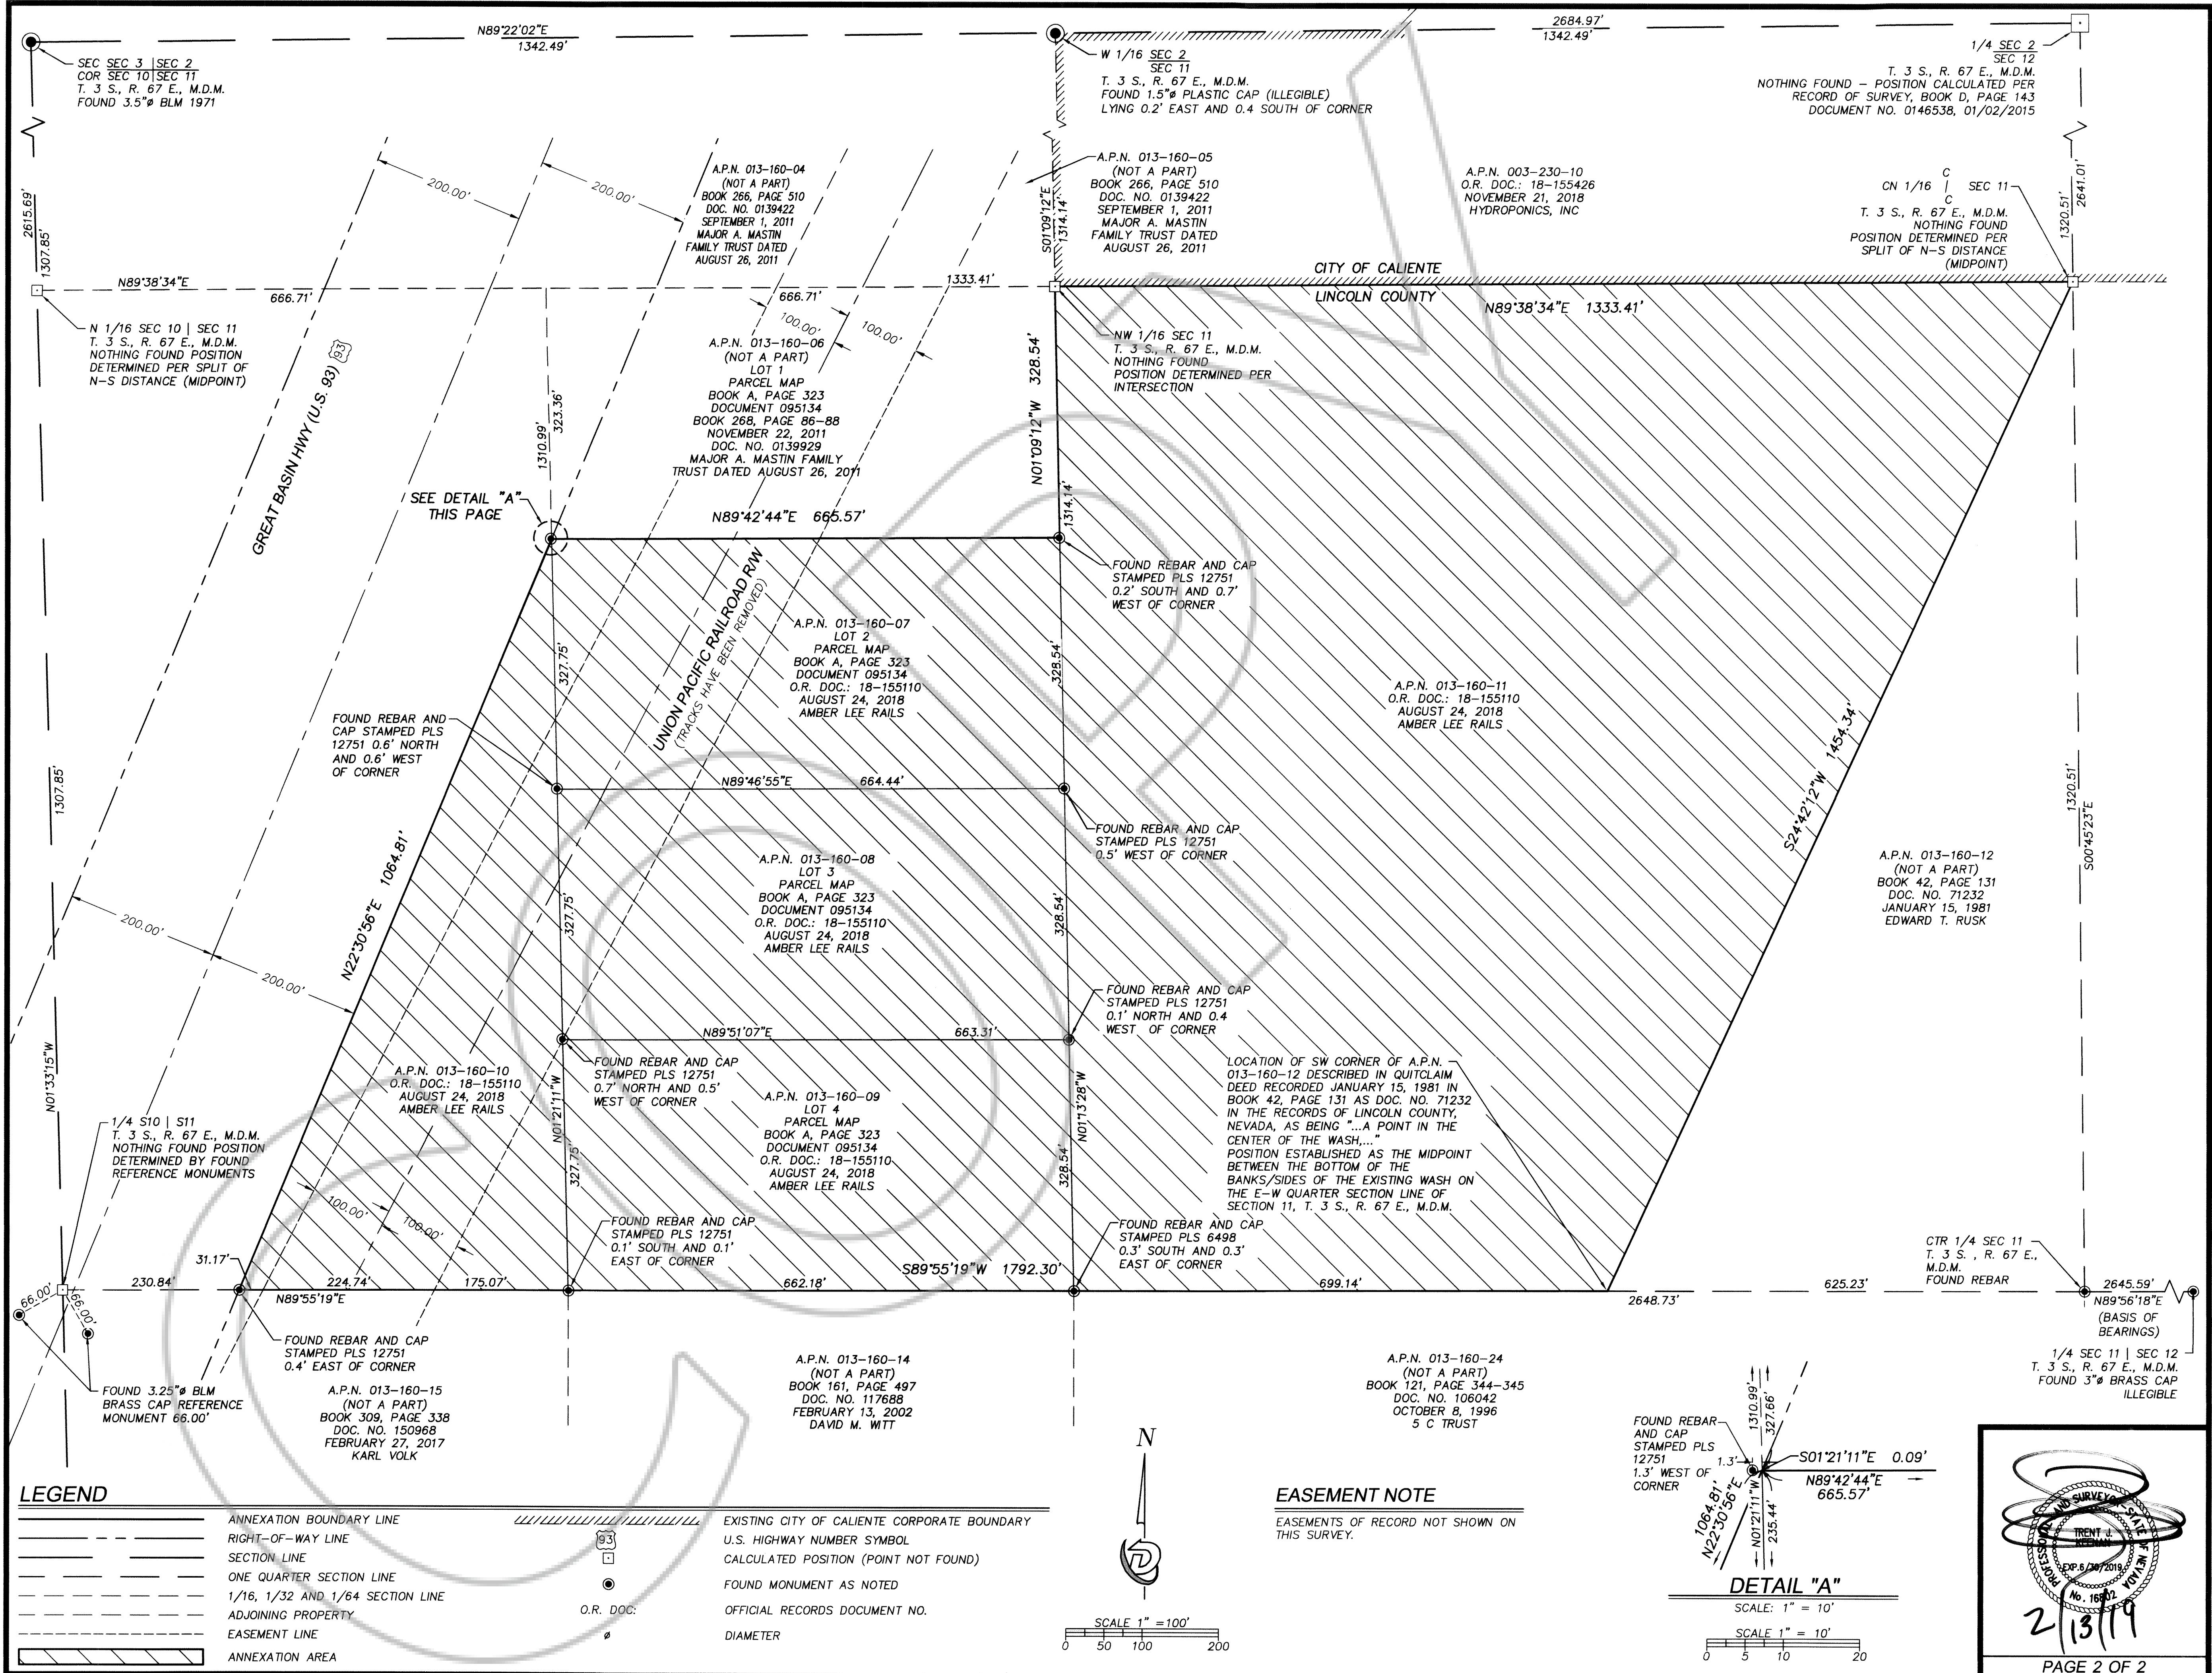 N89°22'02"E
1342.49'
2684.97'
1342.49'
SEC SEC 3 | SEC 2
COR SEC 10 | SEC 11
T. 3 S., R. 67 E., M.D.M.
FOUND 3.5"ø BLM 1971
W 1/16 SEC 2
SEC 11
T. 3 S., R. 67 E., M.D.M.
FOUND 1.5"ø PLASTIC CAP (ILLEGIBLE)
LYING 0.2' EAST AND 0.4 SOUTH OF CORNER
1/4 SEC 2
SEC 12
T. 3 S., R. 67 E., M.D.M.
NOTHING FOUND – POSITION CALCULATED PER
RECORD OF SURVEY, BOOK D, PAGE 143
DOCUMENT NO. 0146538, 01/02/2015
2615.69'
1307.85'
200.00'
200.00'
A.P.N. 013-160-04
(NOT A PART)
BOOK 266, PAGE 510
DOC. NO. 0139422
SEPTEMBER 1, 2011
MAJOR A. MASTIN
FAMILY TRUST DATED
AUGUST 26, 2011
S01°09'12"E
1314.14'
A.P.N. 013-160-05
(NOT A PART)
BOOK 266, PAGE 510
DOC. NO. 0139422
SEPTEMBER 1, 2011
MAJOR A. MASTIN
FAMILY TRUST DATED
AUGUST 26, 2011
A.P.N. 003-230-10
O.R. DOC.: 18-155426
NOVEMBER 21, 2018
HYDROPONICS, INC
C
CN 1/16 | SEC 11
C
T. 3 S., R. 67 E., M.D.M.
NOTHING FOUND
POSITION DETERMINED PER
SPLIT OF N-S DISTANCE
(MIDPOINT)
1320.51'
2641.01'
N89°38'34"E
666.71'
666.71'
1333.41'
CITY OF CALIENTE
LINCOLN COUNTY
N89°38'34"E 1333.41'
N 1/16 SEC 10 | SEC 11
T. 3 S., R. 67 E., M.D.M.
NOTHING FOUND POSITION
DETERMINED PER SPLIT OF
N-S DISTANCE (MIDPOINT)
GREAT BASIN HWY (U.S. 93)
93
1310.99'
323.36'
100.00'
100.00'
A.P.N. 013-160-06
(NOT A PART)
LOT 1
PARCEL MAP
BOOK A, PAGE 323
DOCUMENT 095134
BOOK 268, PAGE 86-88
NOVEMBER 22, 2011
DOC. NO. 0139929
MAJOR A. MASTIN FAMILY
TRUST DATED AUGUST 26, 2011
N01°09'12"W 328.54'
1314.14'
NW 1/16 SEC 11
T. 3 S., R. 67 E., M.D.M.
NOTHING FOUND
POSITION DETERMINED PER
INTERSECTION
SEE DETAIL "A"
THIS PAGE
N89°42'44"E 665.57'
FOUND REBAR AND CAP
STAMPED PLS 12751
0.2' SOUTH AND 0.7'
WEST OF CORNER
UNION PACIFIC RAILROAD R/W
(TRACKS HAVE BEEN REMOVED)
327.75'
A.P.N. 013-160-07
LOT 2
PARCEL MAP
BOOK A, PAGE 323
DOCUMENT 095134
O.R. DOC.: 18-155110
AUGUST 24, 2018
AMBER LEE RAILS
328.54'
A.P.N. 013-160-11
O.R. DOC.: 18-155110
AUGUST 24, 2018
AMBER LEE RAILS
S24°42'12"W 1454.34'
FOUND REBAR AND
CAP STAMPED PLS
12751 0.6' NORTH
AND 0.6' WEST
OF CORNER
N89°46'55"E 664.44'
1307.85'
1320.51'
S00°45'23"E
FOUND REBAR AND CAP
STAMPED PLS 12751
0.5' WEST OF CORNER
N22°30'56"E 1064.81'
200.00'
200.00'
327.75'
A.P.N. 013-160-08
LOT 3
PARCEL MAP
BOOK A, PAGE 323
DOCUMENT 095134
O.R. DOC.: 18-155110
AUGUST 24, 2018
AMBER LEE RAILS
328.54'
A.P.N. 013-160-12
(NOT A PART)
BOOK 42, PAGE 131
DOC. NO. 71232
JANUARY 15, 1981
EDWARD T. RUSK
FOUND REBAR AND CAP
STAMPED PLS 12751
0.1' NORTH AND 0.4
WEST OF CORNER
N89°51'07"E 663.31'
N01°33'15"W
A.P.N. 013-160-10
O.R. DOC.: 18-155110
AUGUST 24, 2018
AMBER LEE RAILS
FOUND REBAR AND CAP
STAMPED PLS 12751
0.7' NORTH AND 0.5'
WEST OF CORNER
N01°21'11"W
327.75'
A.P.N. 013-160-09
LOT 4
PARCEL MAP
BOOK A, PAGE 323
DOCUMENT 095134
O.R. DOC.: 18-155110
AUGUST 24, 2018
AMBER LEE RAILS
N01°13'28"W
328.54'
LOCATION OF SW CORNER OF A.P.N.
013-160-12 DESCRIBED IN QUITCLAIM
DEED RECORDED JANUARY 15, 1981 IN
BOOK 42, PAGE 131 AS DOC. NO. 71232
IN THE RECORDS OF LINCOLN COUNTY,
NEVADA, AS BEING "...A POINT IN THE
CENTER OF THE WASH,..."
POSITION ESTABLISHED AS THE MIDPOINT
BETWEEN THE BOTTOM OF THE
BANKS/SIDES OF THE EXISTING WASH ON
THE E-W QUARTER SECTION LINE OF
SECTION 11, T. 3 S., R. 67 E., M.D.M.
1/4 S10 | S11
T. 3 S., R. 67 E., M.D.M.
NOTHING FOUND POSITION
DETERMINED BY FOUND
REFERENCE MONUMENTS
100.00'
100.00'
FOUND REBAR AND CAP
STAMPED PLS 12751
0.1' SOUTH AND 0.1'
EAST OF CORNER
FOUND REBAR AND CAP
STAMPED PLS 6498
0.3' SOUTH AND 0.3'
EAST OF CORNER
CTR 1/4 SEC 11
T. 3 S. , R. 67 E.,
M.D.M.
FOUND REBAR
31.17'
230.84'
224.74'
175.07'
662.18'
S89°55'19"W 1792.30'
699.14'
625.23'
2645.59'
N89°55'19"E
2648.73'
N89°56'18"E
(BASIS OF
BEARINGS)
66.00'
66.00'
FOUND REBAR AND CAP
STAMPED PLS 12751
0.4' EAST OF CORNER
1/4 SEC 11 | SEC 12
T. 3 S., R. 67 E., M.D.M.
FOUND 3"ø BRASS CAP
ILLEGIBLE
FOUND 3.25"ø BLM
BRASS CAP REFERENCE
MONUMENT 66.00'
A.P.N. 013-160-15
(NOT A PART)
BOOK 309, PAGE 338
DOC. NO. 150968
FEBRUARY 27, 2017
KARL VOLK
A.P.N. 013-160-14
(NOT A PART)
BOOK 161, PAGE 497
DOC. NO. 117688
FEBRUARY 13, 2002
DAVID M. WITT
A.P.N. 013-160-24
(NOT A PART)
BOOK 121, PAGE 344-345
DOC. NO. 106042
OCTOBER 8, 1996
5 C TRUST
FOUND REBAR
AND CAP
STAMPED PLS
12751
1.3' WEST OF
CORNER
1.3'
1310.99'
327.66'
S01°21'11"E 0.09'
N89°42'44"E
665.57'
1064.81'
N22°30'56"E
N01°21'11"W
235.44'
DETAIL "A"
SCALE: 1" = 10'
SCALE 1" = 10'
0 5 10 20
LEGEND
ANNEXATION BOUNDARY LINE
RIGHT-OF-WAY LINE
SECTION LINE
ONE QUARTER SECTION LINE
1/16, 1/32 AND 1/64 SECTION LINE
ADJOINING PROPERTY
EASEMENT LINE
ANNEXATION AREA
EXISTING CITY OF CALIENTE CORPORATE BOUNDARY
93 U.S. HIGHWAY NUMBER SYMBOL
CALCULATED POSITION (POINT NOT FOUND)
FOUND MONUMENT AS NOTED
O.R. DOC: OFFICIAL RECORDS DOCUMENT NO.
ø DIAMETER
N
D
SCALE 1" =100'
0 50 100 200
EASEMENT NOTE
EASEMENTS OF RECORD NOT SHOWN ON
THIS SURVEY.
PROFESSIONAL LAND SURVEYOR - STATE OF NEVADA
TRENT J.
KEENAN
EXP. 6/30/2019
No. 16802
2/13/19
PAGE 2 OF 2
COPY